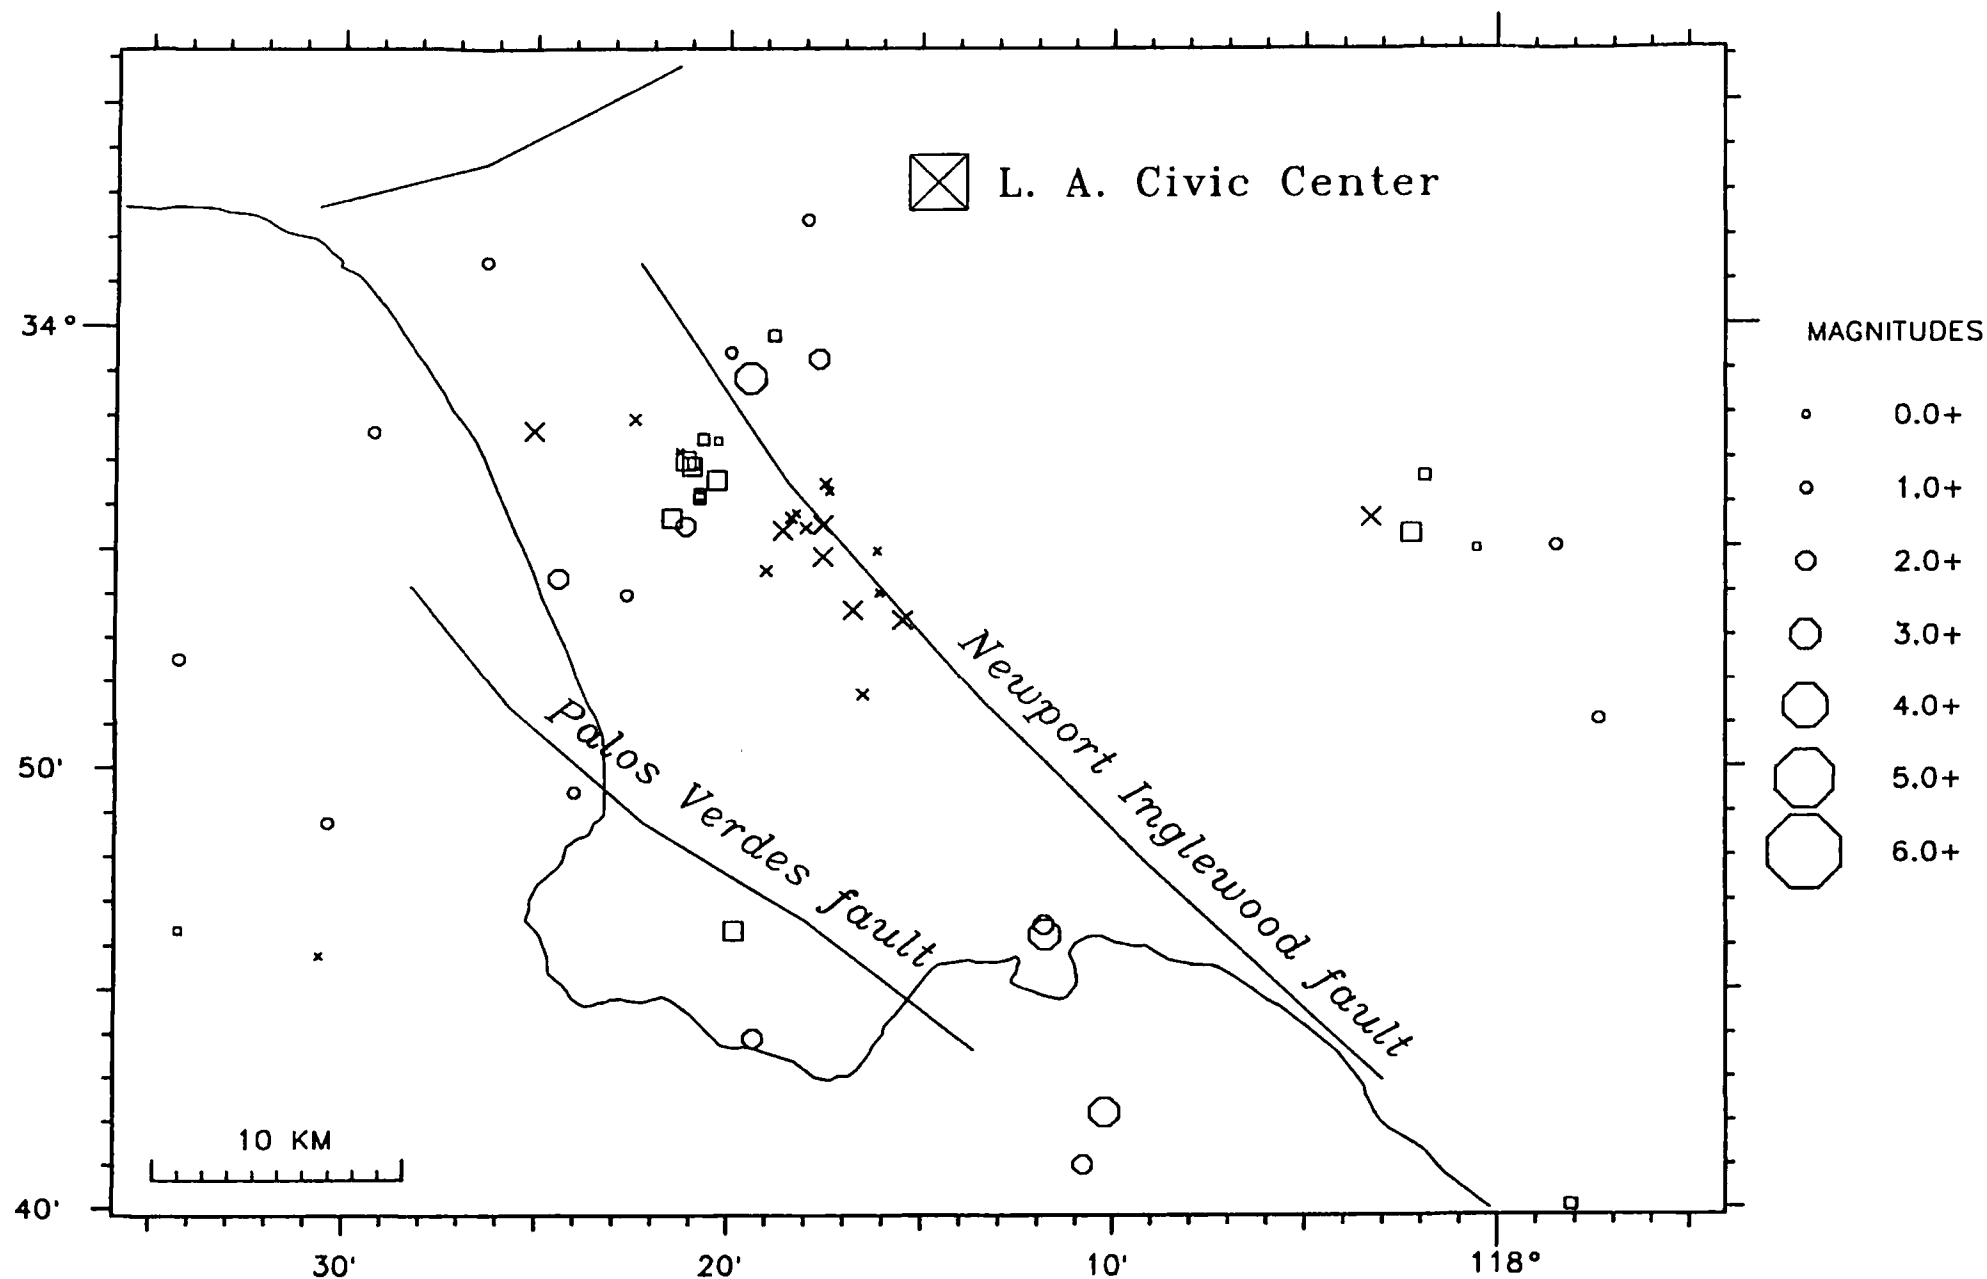 L. A. Civic Center
34°
MAGNITUDES
0.0+
1.0+
2.0+
3.0+
4.0+
5.0+
6.0+
Newport Inglewood fault
Palos Verdes fault
50'
10 KM
40'
30'
20'
10'
118°